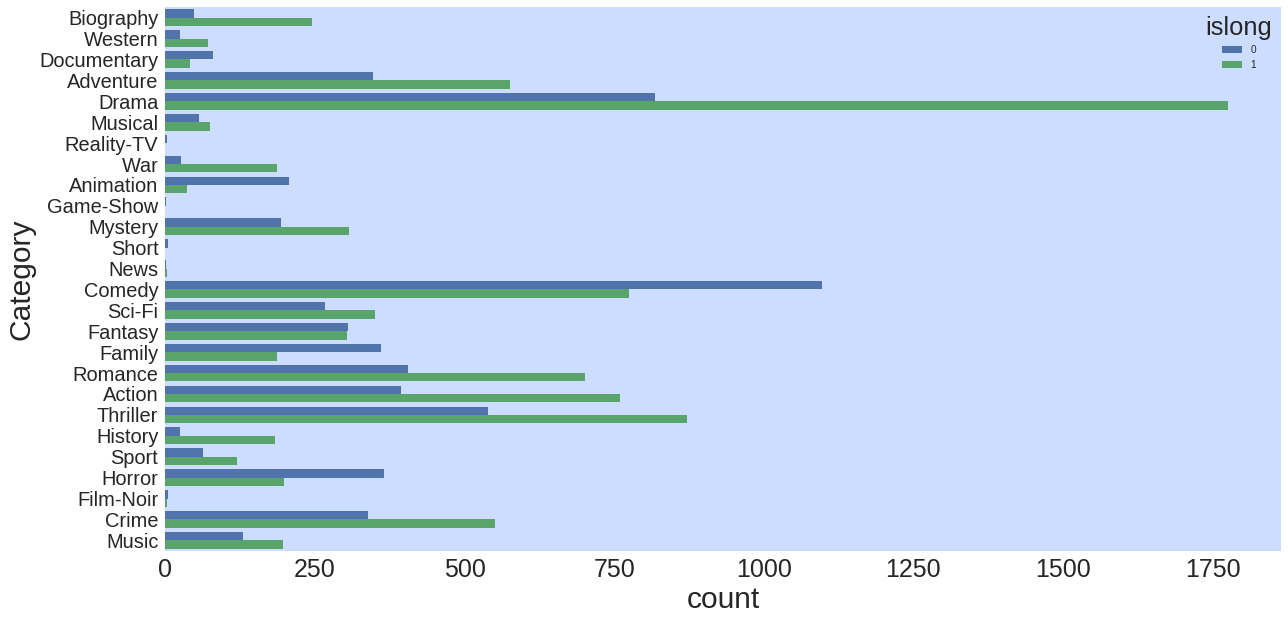 islong
0
1
Category
Biography
Western
Documentary
Adventure
Drama
Musical
Reality-TV
War
Animation
Game-Show
Mystery
Short
News
Comedy
Sci-Fi
Fantasy
Family
Romance
Action
Thriller
History
Sport
Horror
Film-Noir
Crime
Music
0 250 500 750 1000 1250 1500 1750
count